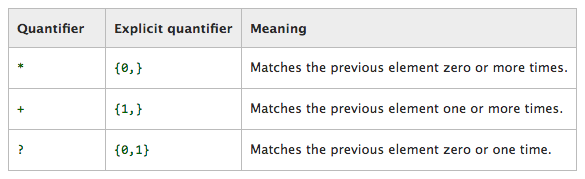 Quantifier Explicit quantifier Meaning
* {0,} Matches the previous element zero or more times.
+ {1,} Matches the previous element one or more times.
? {0,1} Matches the previous element zero or one time.